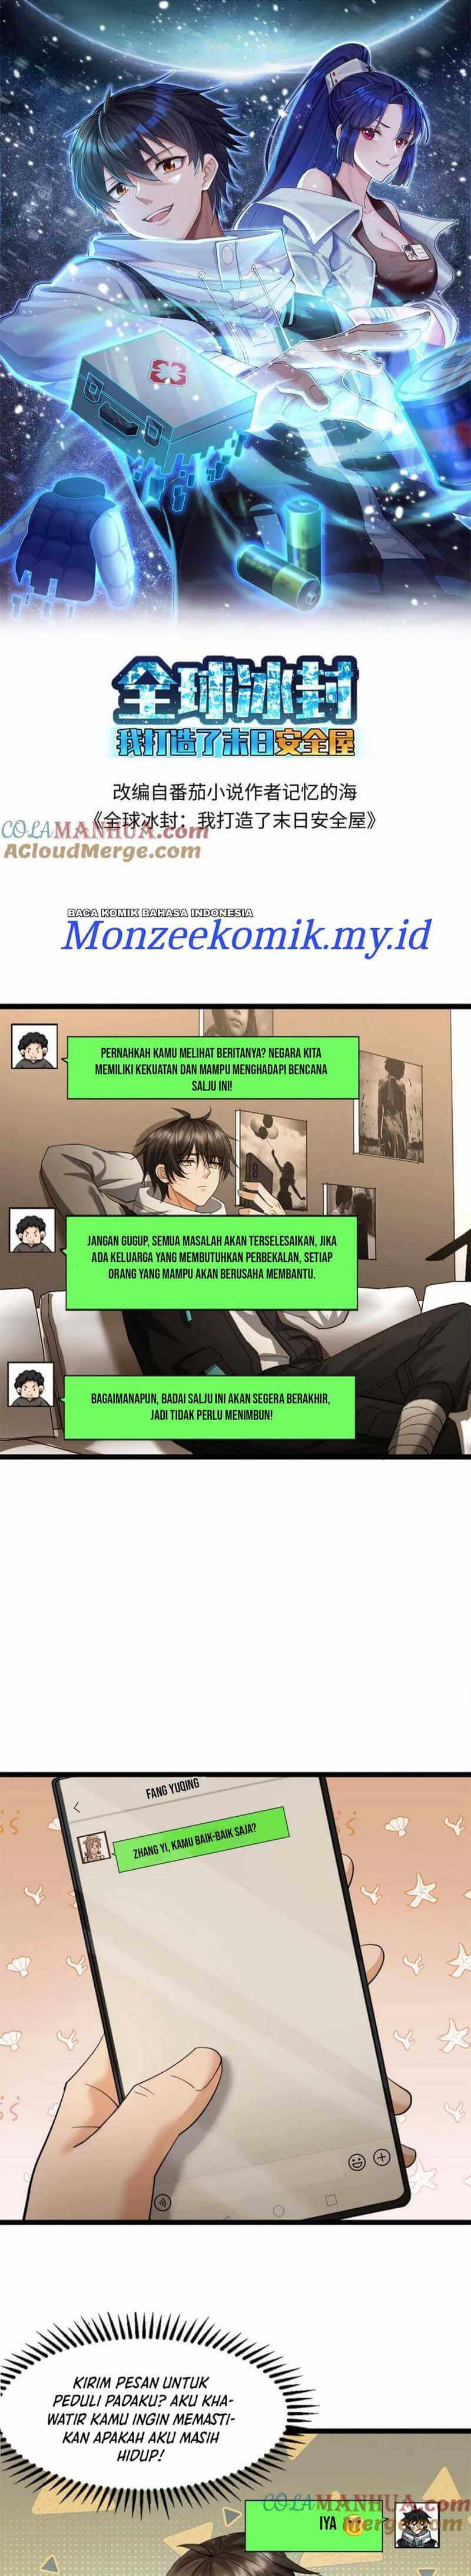 全球冰封
我打造了末日安全屋
改编自番茄小说作者记忆的海
《全球冰封：我打造了末日安全屋》
COLAMANHUA.com
ACloudMerge.com
BACA KOMIK BAHASA INDONESIA
Monzeekomik.my.id
PERNAHKAH KAMU MELIHAT BERITANYA? NEGARA KITA
MEMILIKI KEKUATAN DAN MAMPU MENGHADAPI BENCANA
SALJU INI!
JANGAN GUGUP, SEMUA MASALAH AKAN TERSELESAIKAN, JIKA
ADA KELUARGA YANG MEMBUTUHKAN PERBEKALAN, SETIAP
ORANG YANG MAMPU AKAN BERUSAHA MEMBANTU.
BAGAIMANAPUN, BADAI SALJU INI AKAN SEGERA BERAKHIR,
JADI TIDAK PERLU MENIMBUN!
FANG YUQING
ZHANG YI, KAMU BAIK-BAIK SAJA?
KIRIM PESAN UNTUK
PEDULI PADAKU? AKU KHA-
WATIR KAMU INGIN MEMASTI-
KAN APAKAH AKU MASIH
HIDUP!
COLAMANHUA.com
ACloudMerge.com
IYA